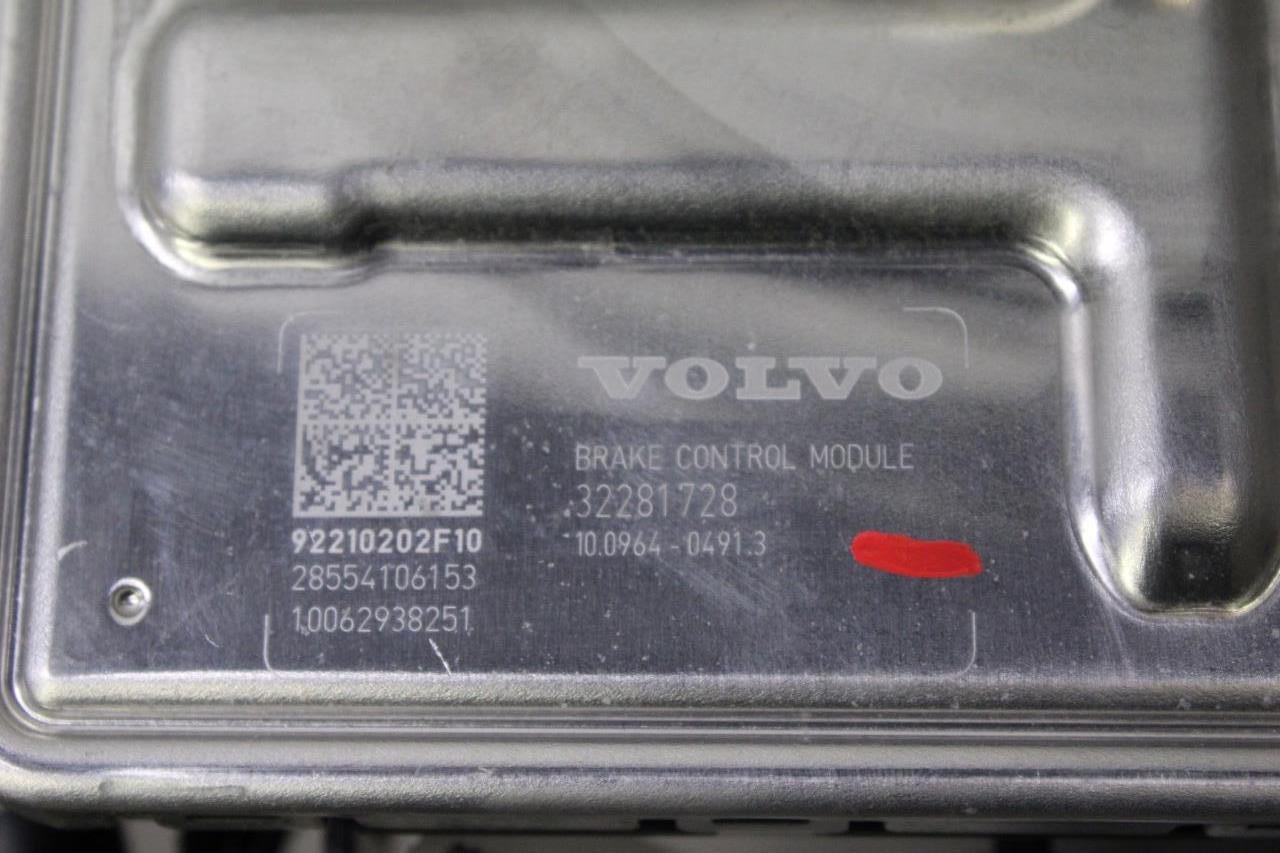 VOLVO
BRAKE CONTROL MODULE
32281728
10.0964-0491.3
92210202F10
28554106153
10062938251